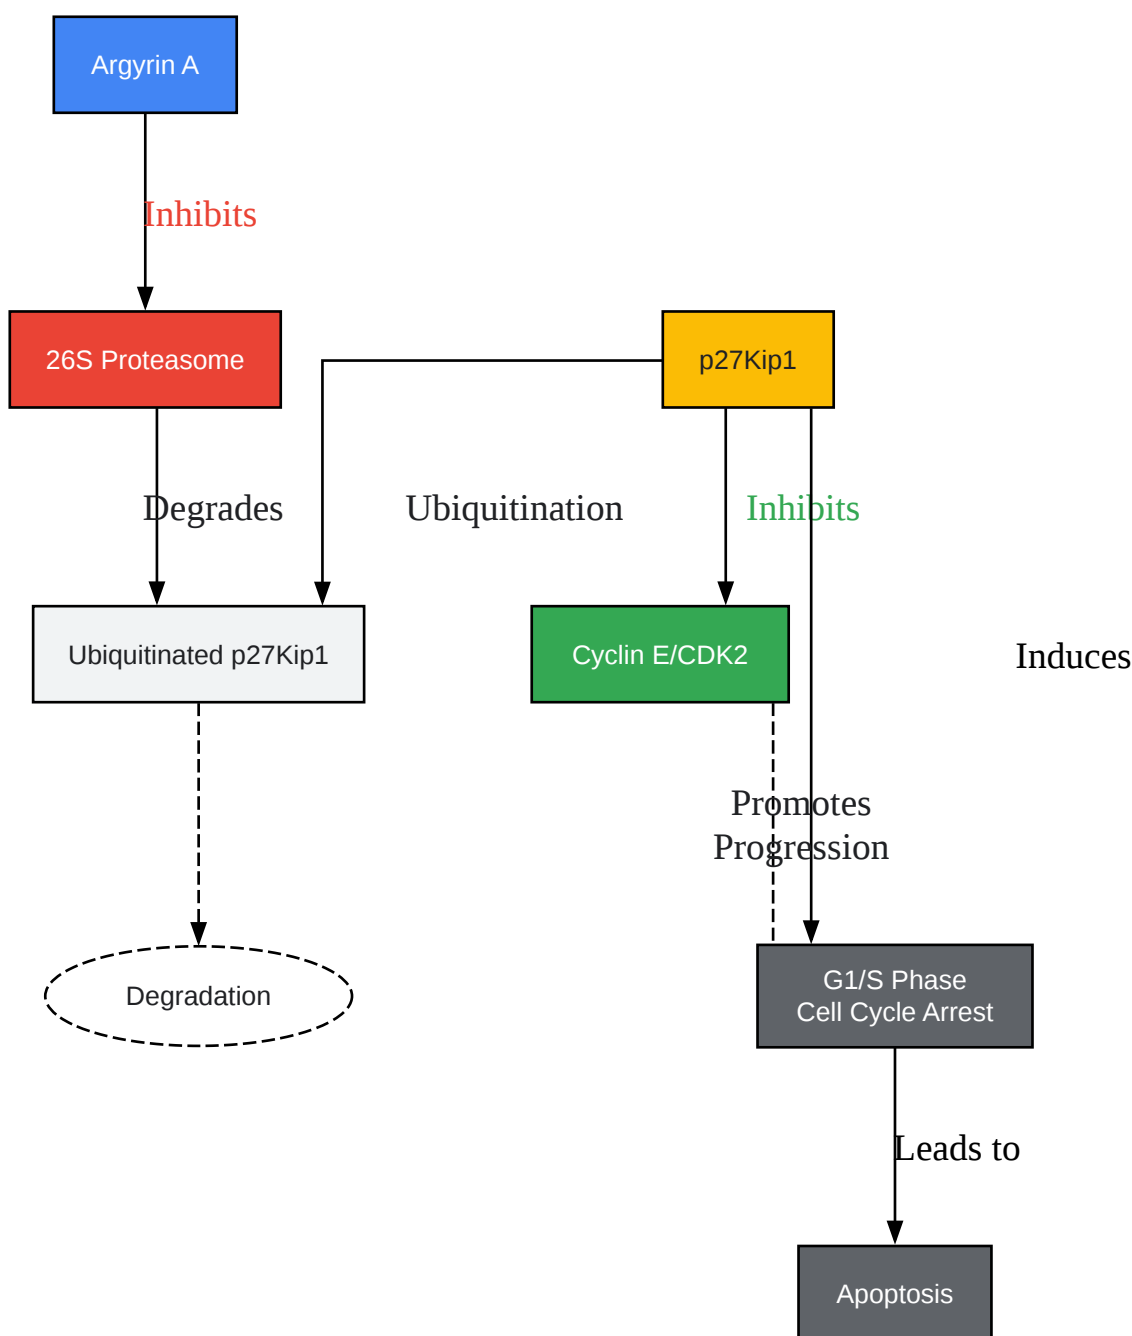 Argyrin A
Inhibits
26S Proteasome
p27Kip1
Degrades
Ubiquitination
Inhibits
Ubiquitinated p27Kip1
Cyclin E/CDK2
Induces
Promotes
Progression
Degradation
G1/S Phase
Cell Cycle Arrest
Leads to
Apoptosis